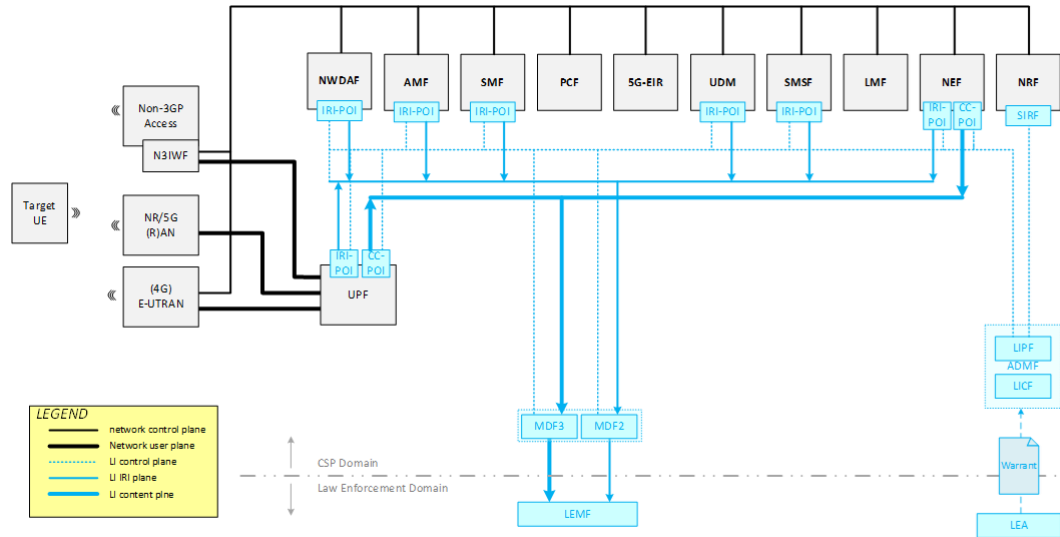 NWDAF
AMF
SMF
PCF
5G-EIR
UDM
SMSF
LMF
NEF
NRF
IRI-POI
IRI-POI
IRI-POI
IRI-POI
IRI-POI
IRI-
POI
CC-
POI
SIRF
Non-3GP
Access
N3IWF
Target
UE
NR/5G
(R)AN
(4G)
E-UTRAN
IRI-
POI
CC-
POI
UPF
LIPF
ADMF
LICF
LEGEND
network control plane
Network user plane
LI control plane
LI IRI plane
LI content plne
MDF3
MDF2
CSP Domain
Law Enforcement Domain
Warrant
LEMF
LEA